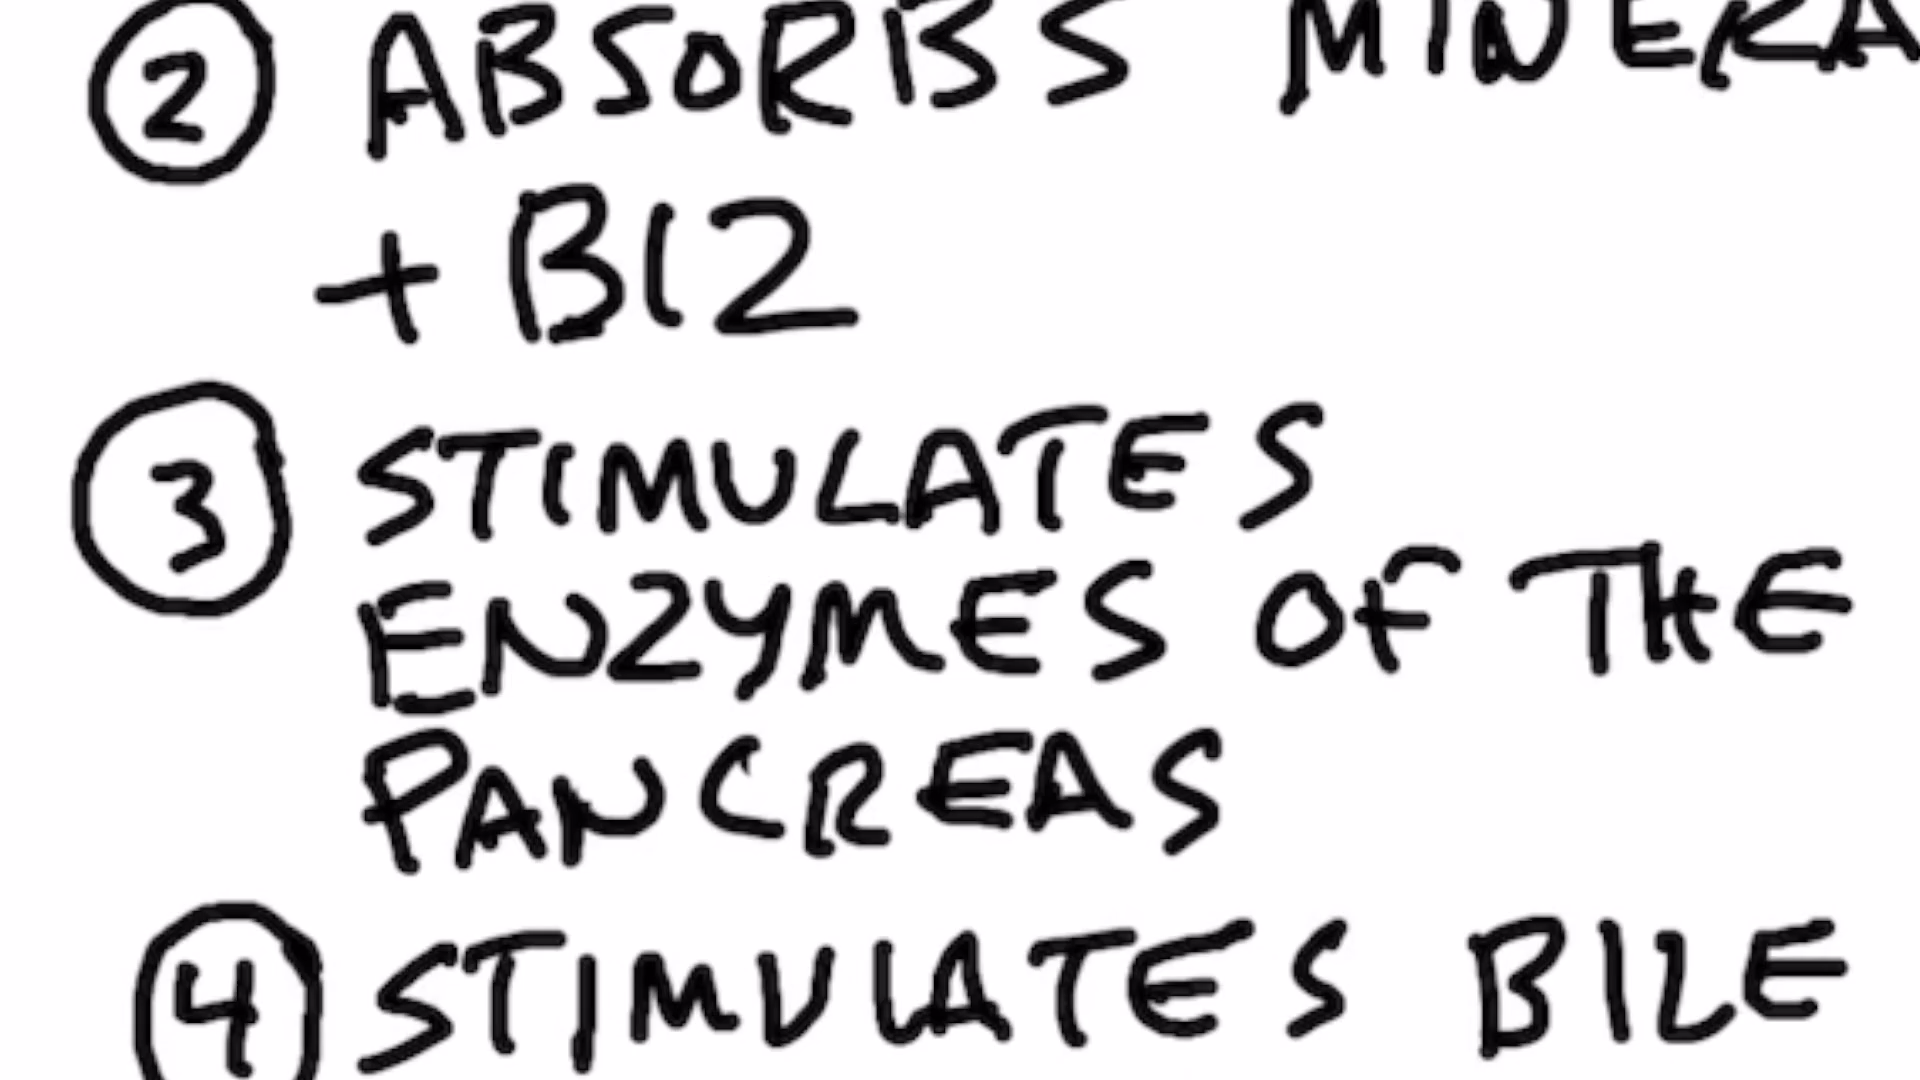 2 ABSORBS MINERA
+ B12
3 STIMULATES
ENZYMES OF THE
PANCREAS
4 STIMULATES BILE